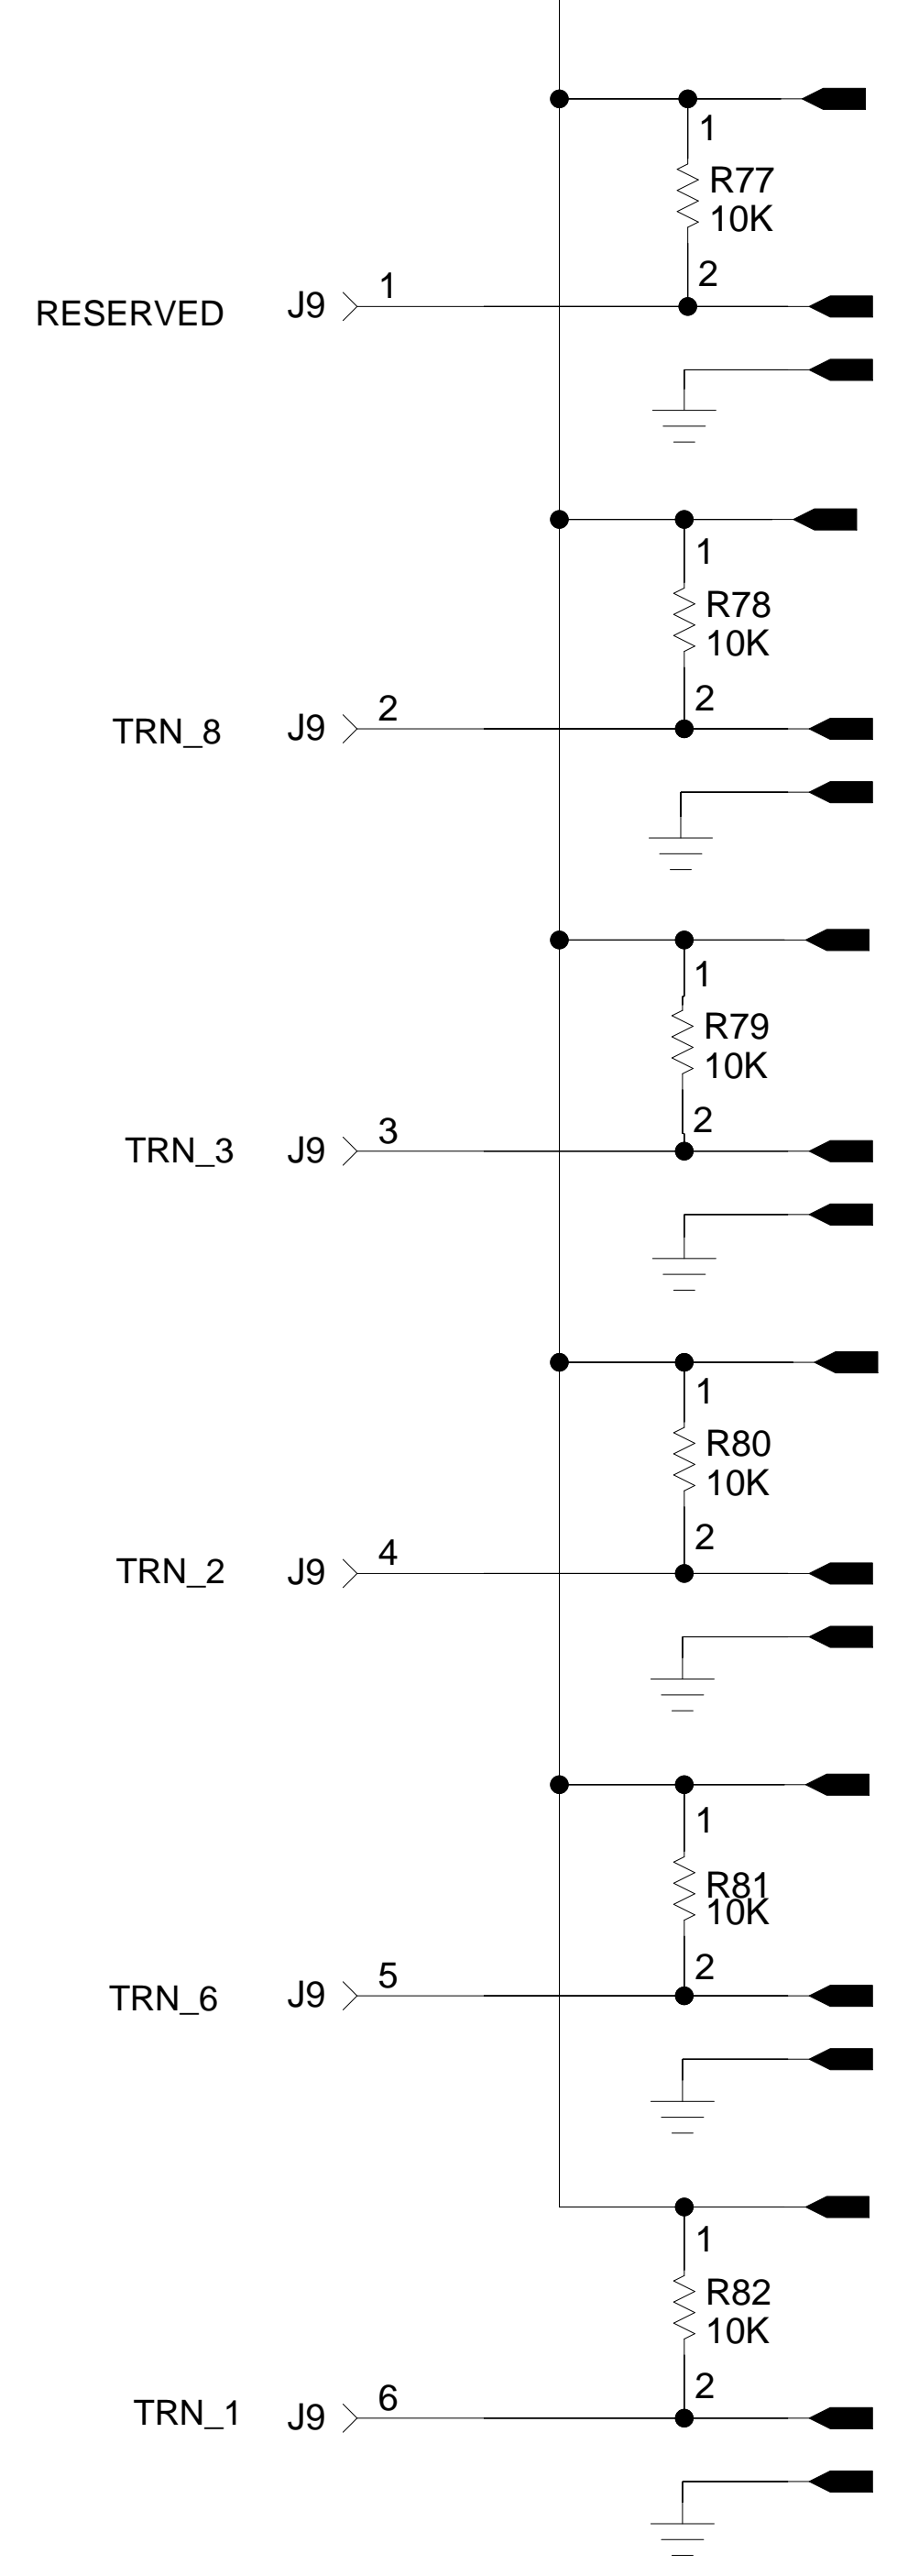 1
R77
10K
2
RESERVED J9 1
1
R78
10K
2
TRN_8 J9 2
1
R79
10K
2
TRN_3 J9 3
1
R80
10K
2
TRN_2 J9 4
1
R81
10K
2
TRN_6 J9 5
1
R82
10K
2
TRN_1 J9 6